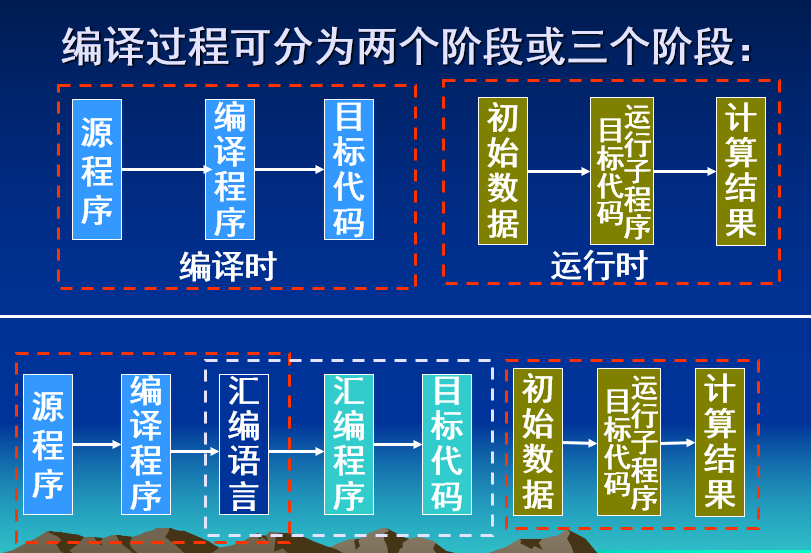 编译过程可分为两个阶段或三个阶段：
源程序
编译程序
目标代码
编译时
初始数据
目标代码
运行子程序
计算结果
运行时
源程序
编译程序
汇编语言
汇编程序
目标代码
初始数据
目标代码
运行子程序
计算结果